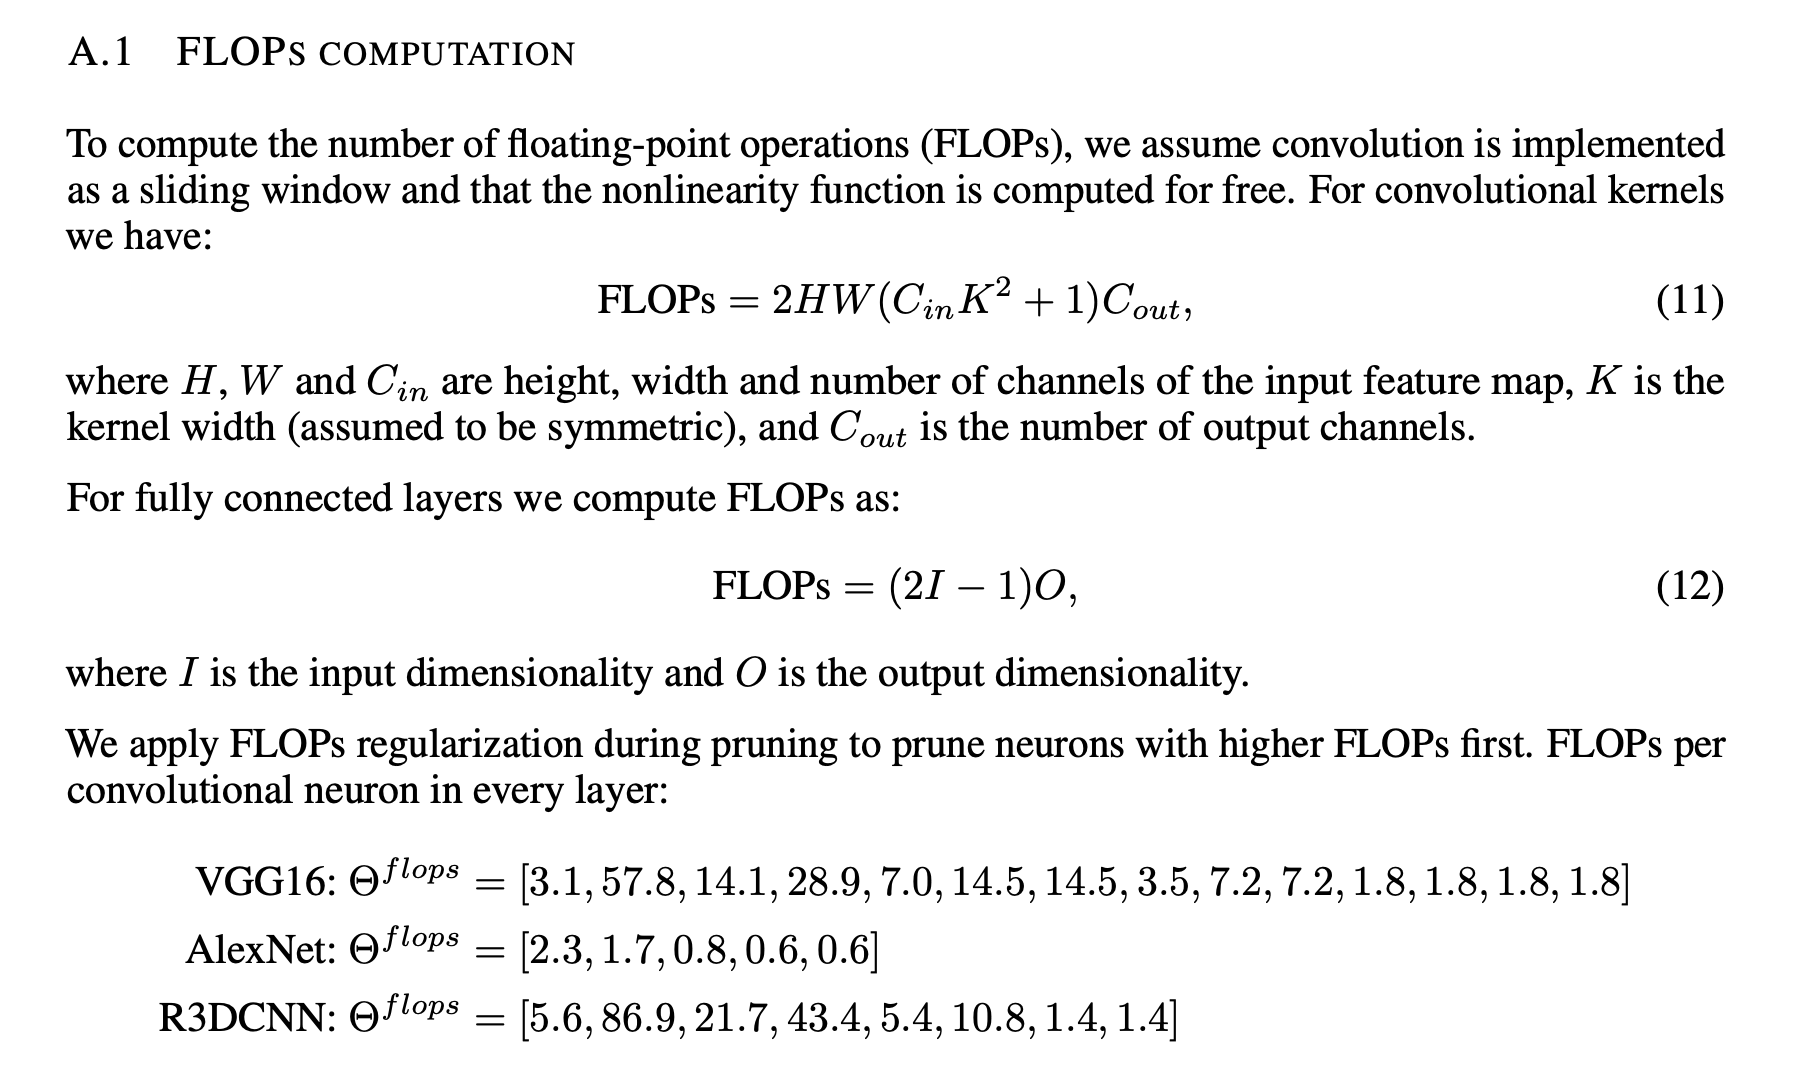 A.1 FLOPS COMPUTATION
To compute the number of floating-point operations (FLOPs), we assume convolution is implemented
as a sliding window and that the nonlinearity function is computed for free. For convolutional kernels
we have:
FLOPs = 2HW(C_{in}K^2 + 1)C_{out}, (11)
where H, W and C_{in} are height, width and number of channels of the input feature map, K is the
kernel width (assumed to be symmetric), and C_{out} is the number of output channels.
For fully connected layers we compute FLOPs as:
FLOPs = (2I − 1)O, (12)
where I is the input dimensionality and O is the output dimensionality.
We apply FLOPs regularization during pruning to prune neurons with higher FLOPs first. FLOPs per
convolutional neuron in every layer:
VGG16: Θ^{flops} = [3.1, 57.8, 14.1, 28.9, 7.0, 14.5, 14.5, 3.5, 7.2, 7.2, 1.8, 1.8, 1.8, 1.8]
AlexNet: Θ^{flops} = [2.3, 1.7, 0.8, 0.6, 0.6]
R3DCNN: Θ^{flops} = [5.6, 86.9, 21.7, 43.4, 5.4, 10.8, 1.4, 1.4]